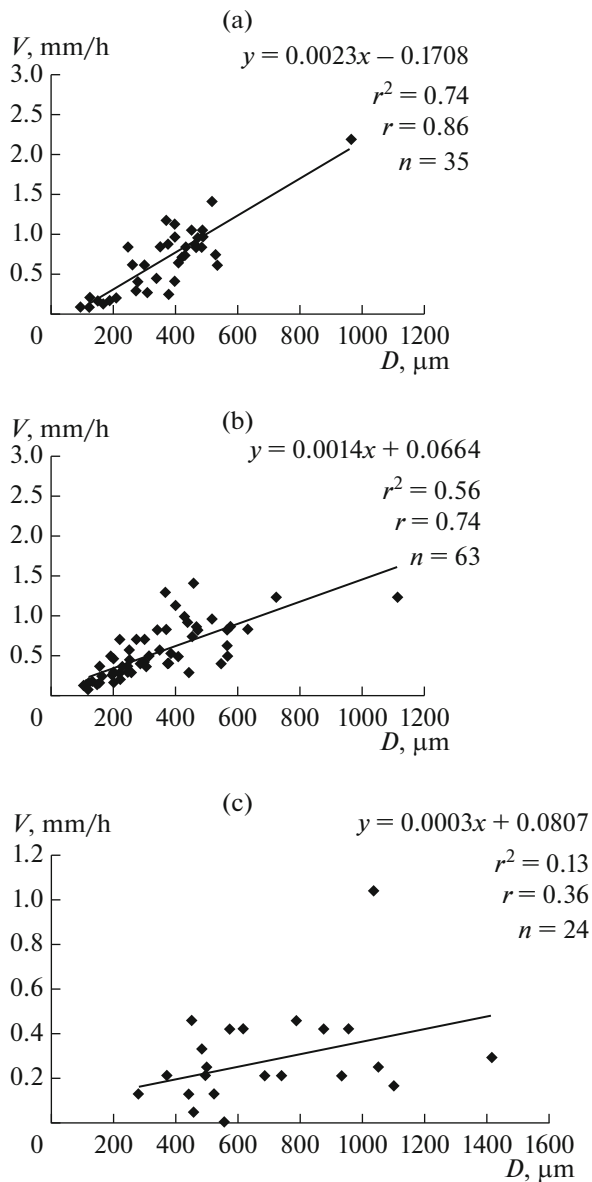 (a)
V, mm/h
y = 0.0023x – 0.1708
3.0
r² = 0.74
2.5
r = 0.86
2.0
n = 35
1.5
1.0
0.5
0 200 400 600 800 1000 1200
D, μm
(b)
V, mm/h
y = 0.0014x + 0.0664
3.0
r² = 0.56
2.5
r = 0.74
2.0
n = 63
1.5
1.0
0.5
0 200 400 600 800 1000 1200
D, μm
(c)
V, mm/h
y = 0.0003x + 0.0807
1.2
r² = 0.13
1.0
r = 0.36
n = 24
0.8
0.6
0.4
0.2
0 200 400 600 800 1000 1200 1400 1600
D, μm